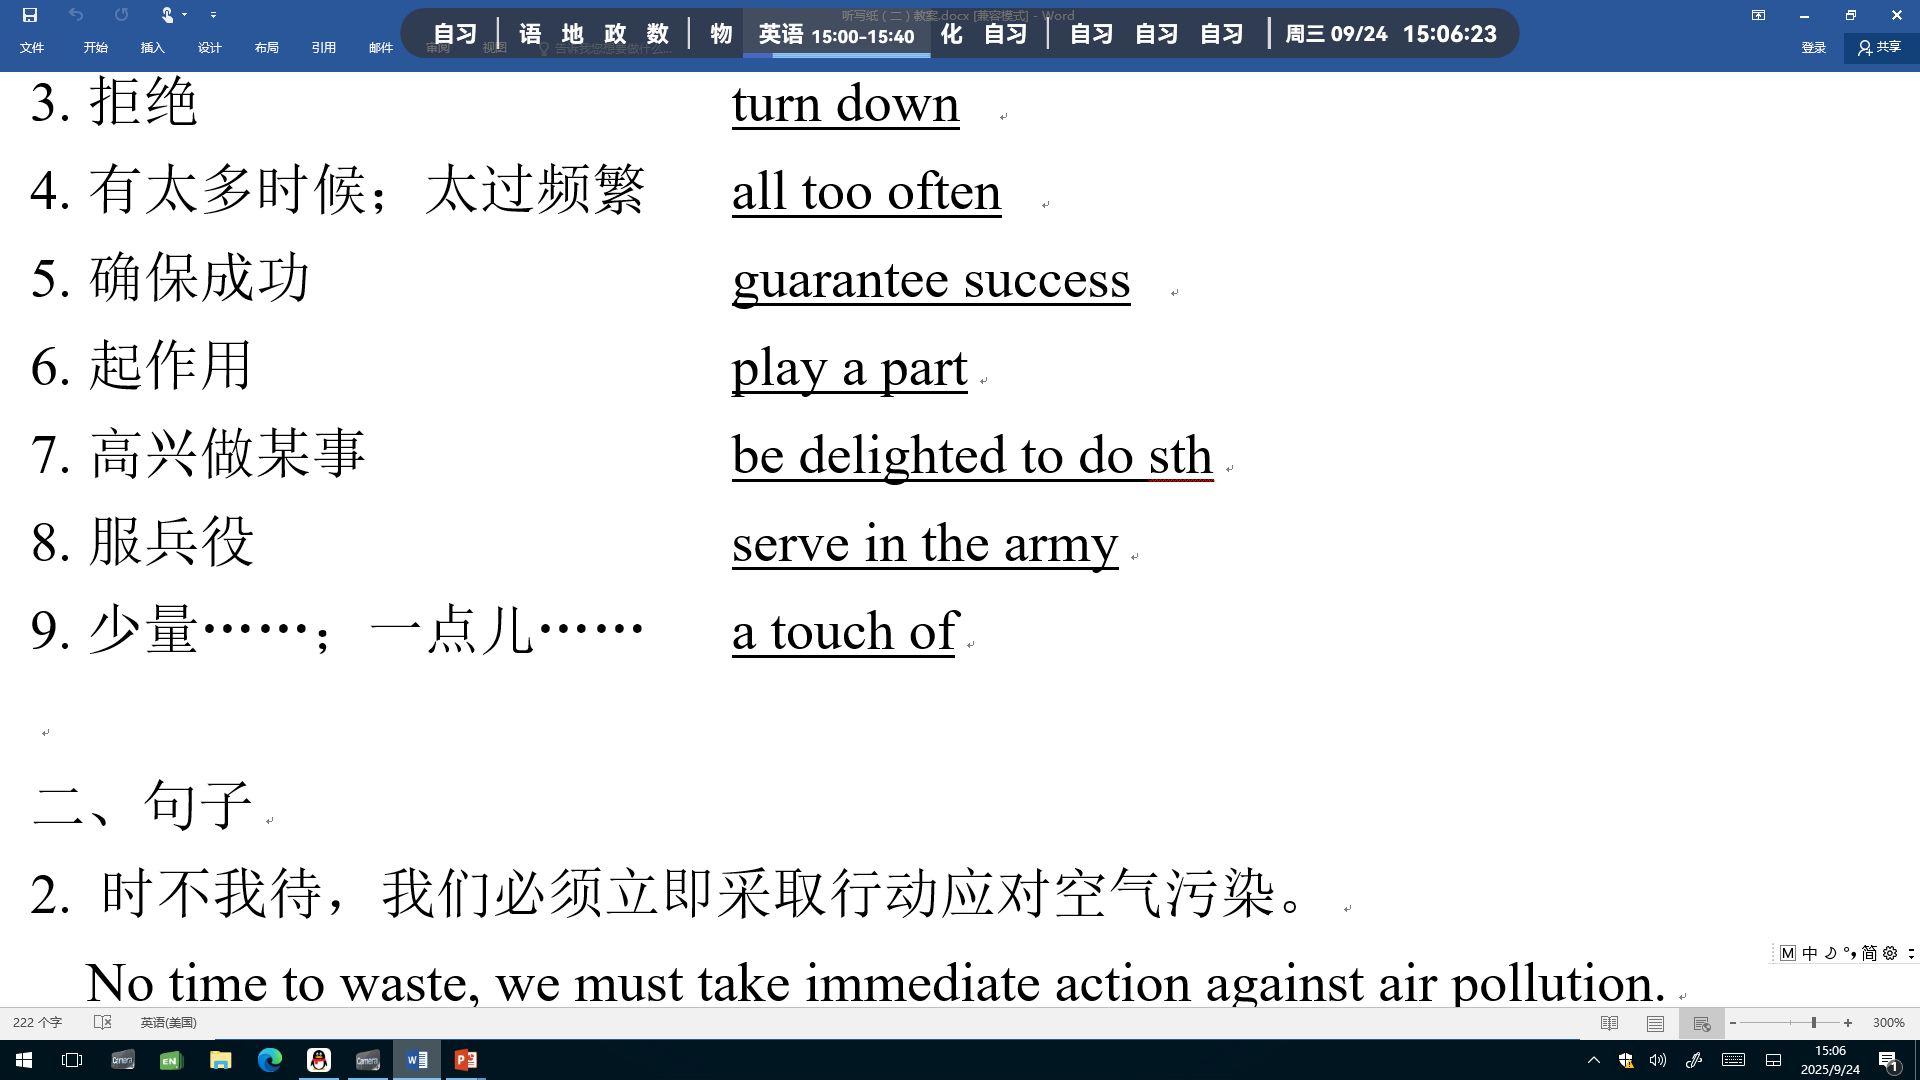 听写纸（二）教案.docx [兼容模式] - Word
自习 语 地 政 数 物 英语 15:00-15:40 化 自习 自习 自习 自习 周三 09/24 15:06:23
文件 开始 插入 设计 布局 引用 邮件 审阅 视图 告诉我您想要做什么... 登录 共享
3. 拒绝 turn down
4. 有太多时候；太过频繁 all too often
5. 确保成功 guarantee success
6. 起作用 play a part
7. 高兴做某事 be delighted to do sth
8. 服兵役 serve in the army
9. 少量……；一点儿…… a touch of
二、句子
2. 时不我待，我们必须立即采取行动应对空气污染。
M 中 简
No time to waste, we must take immediate action against air pollution.
222 个字 英语(美国) 300%
Camera EN Camera 15:06
2025/9/24 1